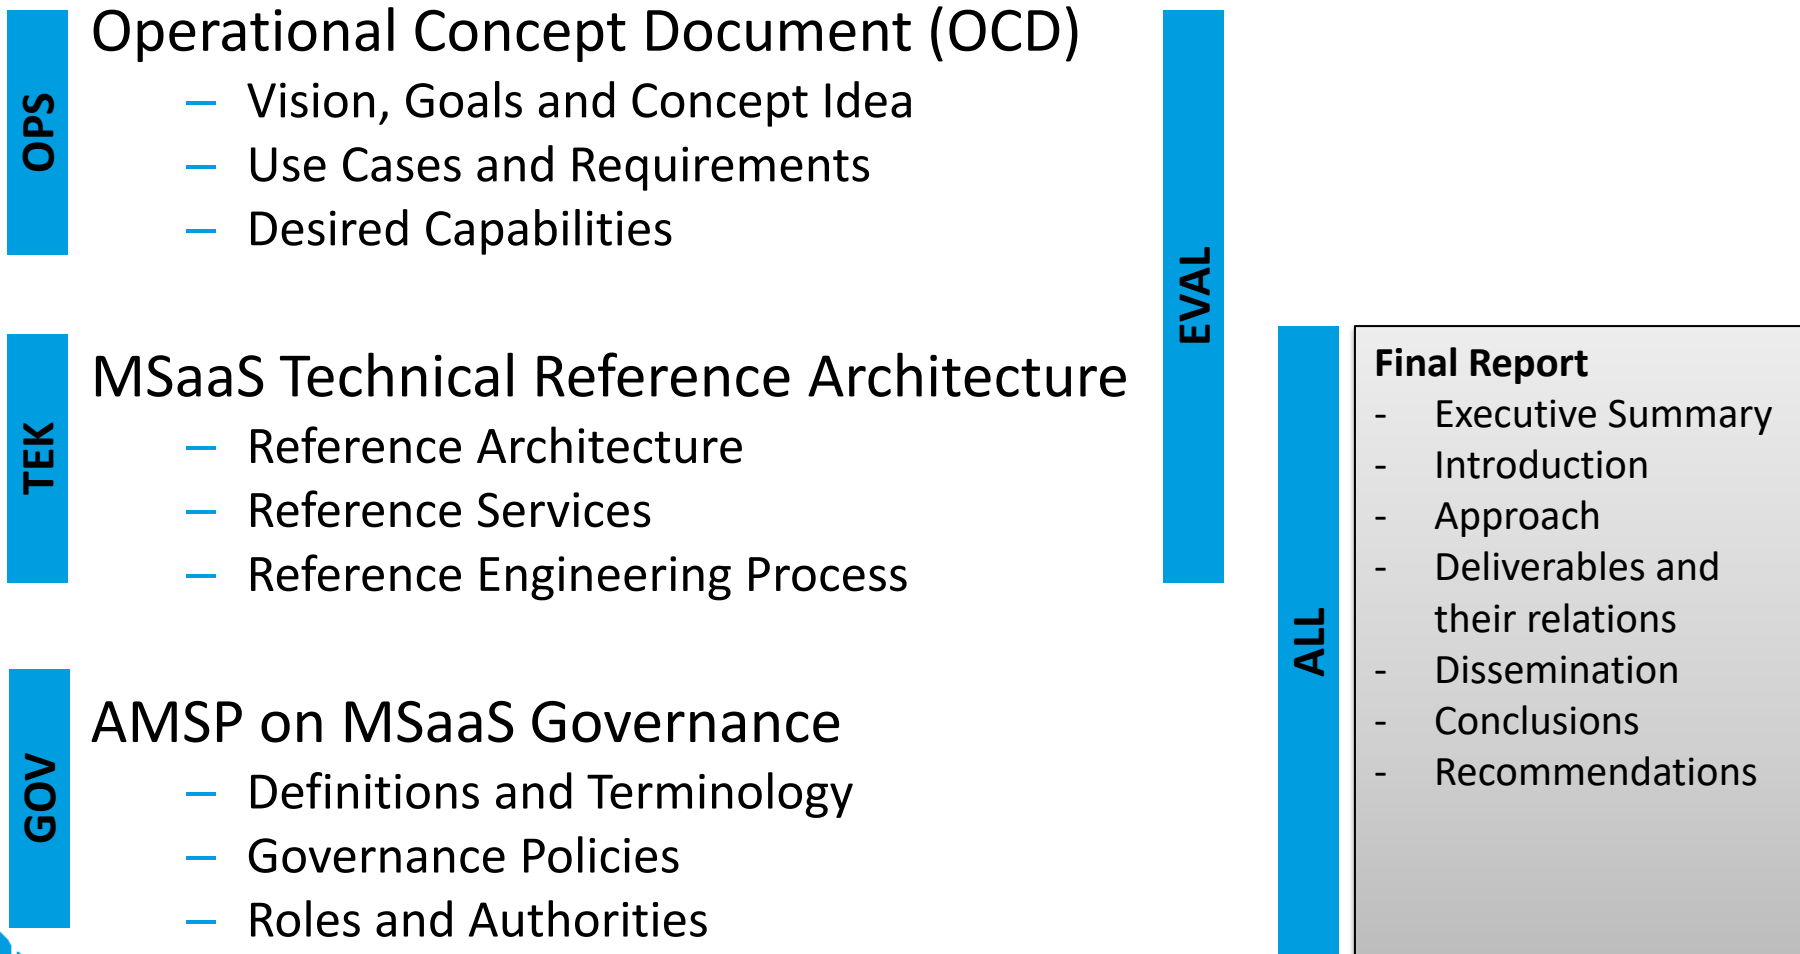 OPS
Operational Concept Document (OCD)
– Vision, Goals and Concept Idea
– Use Cases and Requirements
– Desired Capabilities
TEK
MSaaS Technical Reference Architecture
– Reference Architecture
– Reference Services
– Reference Engineering Process
GOV
AMSP on MSaaS Governance
– Definitions and Terminology
– Governance Policies
– Roles and Authorities
EVAL
ALL
Final Report
- Executive Summary
- Introduction
- Approach
- Deliverables and
their relations
- Dissemination
- Conclusions
- Recommendations